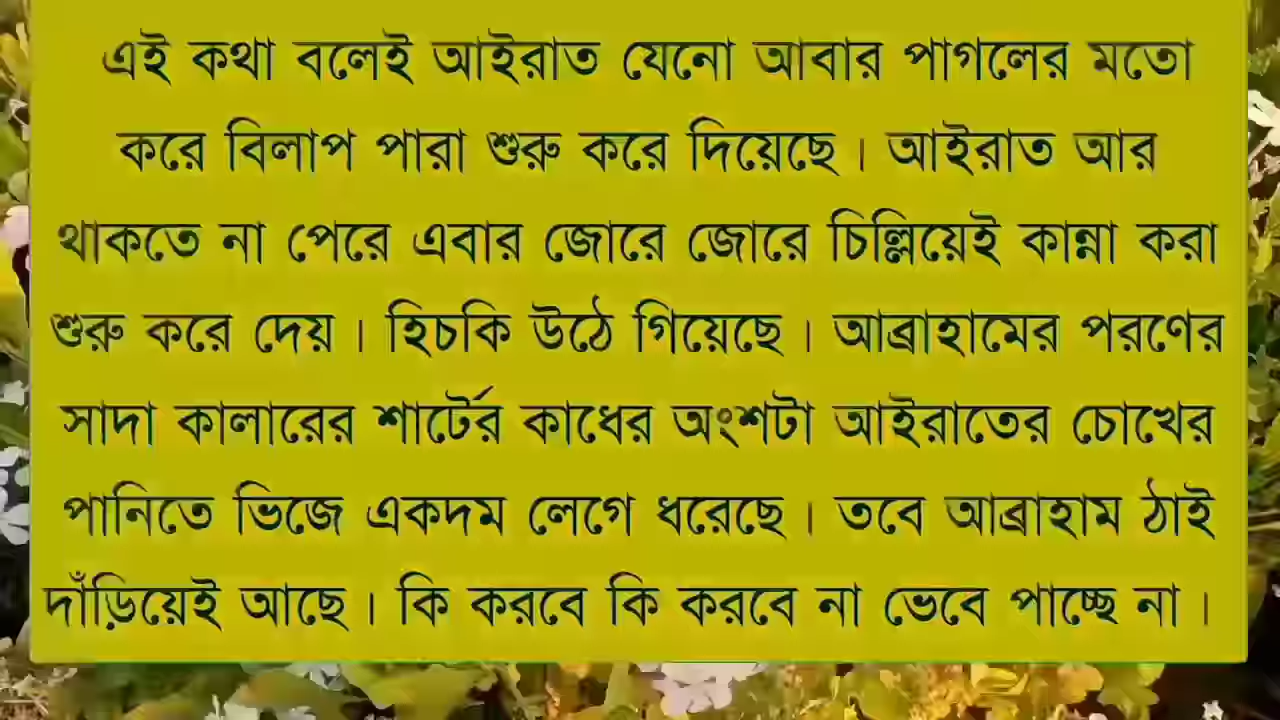 এই কথা বলেই আইরাত যেনো আবার পাগলের মতো
করে বিলাপ পারা শুরু করে দিয়েছে। আইরাত আর
থাকতে না পেরে এবার জোরে জোরে চিল্লিয়েই কান্না করা
শুরু করে দেয়। হিচকি উঠে গিয়েছে। আব্রাহামের পরণের
সাদা কালারের শার্টের কাধের অংশটা আইরাতের চোখের
পানিতে ভিজে একদম লেগে ধরেছে। তবে আব্রাহাম ঠাই
দাঁড়িয়েই আছে। কি করবে কি করবে না ভেবে পাচ্ছে না।